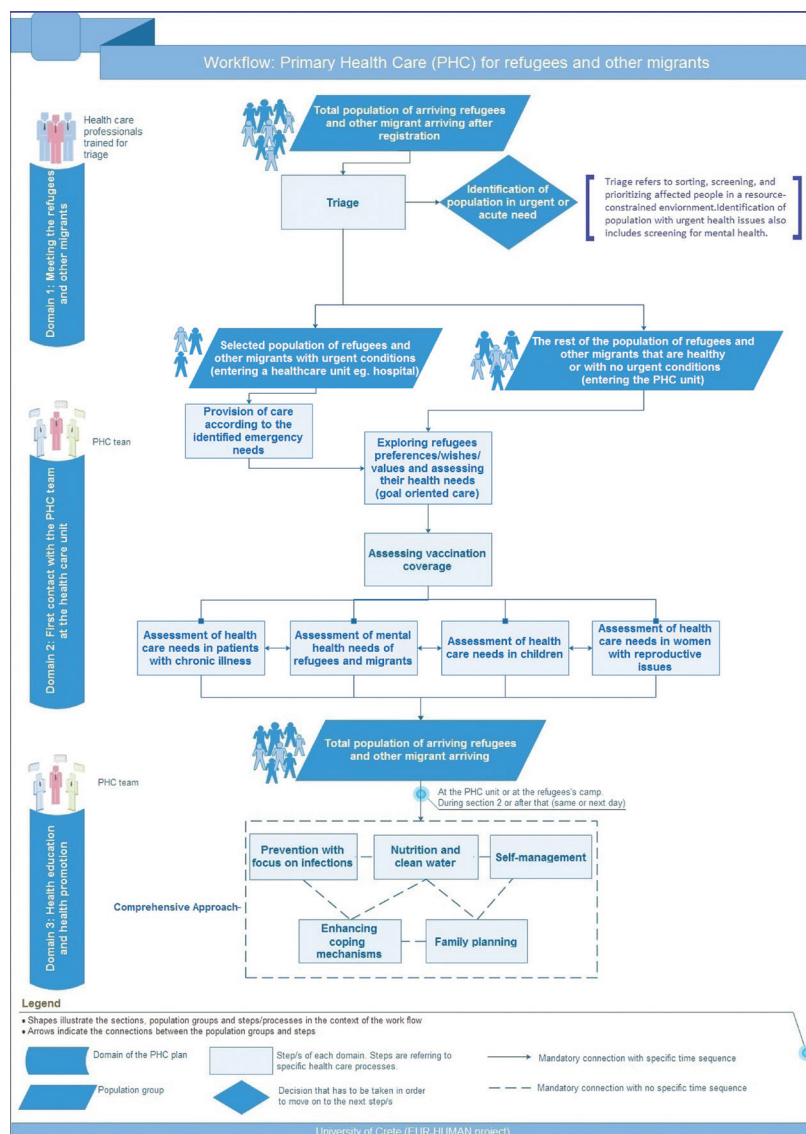 Workflow: Primary Health Care (PHC) for refugees and other migrants
Health care
professionals
trained for
triage
Domain 1: Meeting the refugees
and other migrants
Total population of arriving refugees
and other migrant arriving after
registration
Triage
Identification of
population in urgent or
acute need
Triage refers to sorting, screening, and
prioritizing affected people in a resource-
constrained enviornment.Identification of
population with urgent health issues also
includes screening for mental health.
Selected population of refugees and
other migrants with urgent conditions
(entering a healthcare unit eg. hospital)
The rest of the population of refugees and
other migrants that are healthy
or with no urgent conditions
(entering the PHC unit)
PHC tean
Domain 2: First contact with the PHC team
at the health care unit
Provision of care
according to the
identified emergency
needs
Exploring refugees
preferences/wishes/
values and assessing
their health needs
(goal oriented care)
Assessing vaccination
coverage
Assessment of health
care needs in patients
with chronic illness
Assessment of mental
health needs of
refugees and migrants
Assessment of health
care needs in children
Assessment of health
care needs in women
with reproductive
issues
Total population of arriving refugees
and other migrant arriving
PHC team
Domain 3: Health education
and health promotion
At the PHC unit or at the refugees's camp.
During section 2 or after that (same or next day)
Prevention with
focus on infections
Nutrition and
clean water
Self-management
Comprehensive Approach
Enhancing
coping
mechanisms
Family planning
Legend
• Shapes illustrate the sections, population groups and steps/processes in the context of the work flow
• Arrows indicate the connections between the population groups and steps
Domain of the PHC plan
Step/s of each domain. Steps are referring to
specific health care processes.
Mandatory connection with specific time sequence
Population group
Decision that has to be taken in order
to move on to the next step/s
Mandatory connection with no specific time sequence
University of Crete (EUR-HUMAN project)